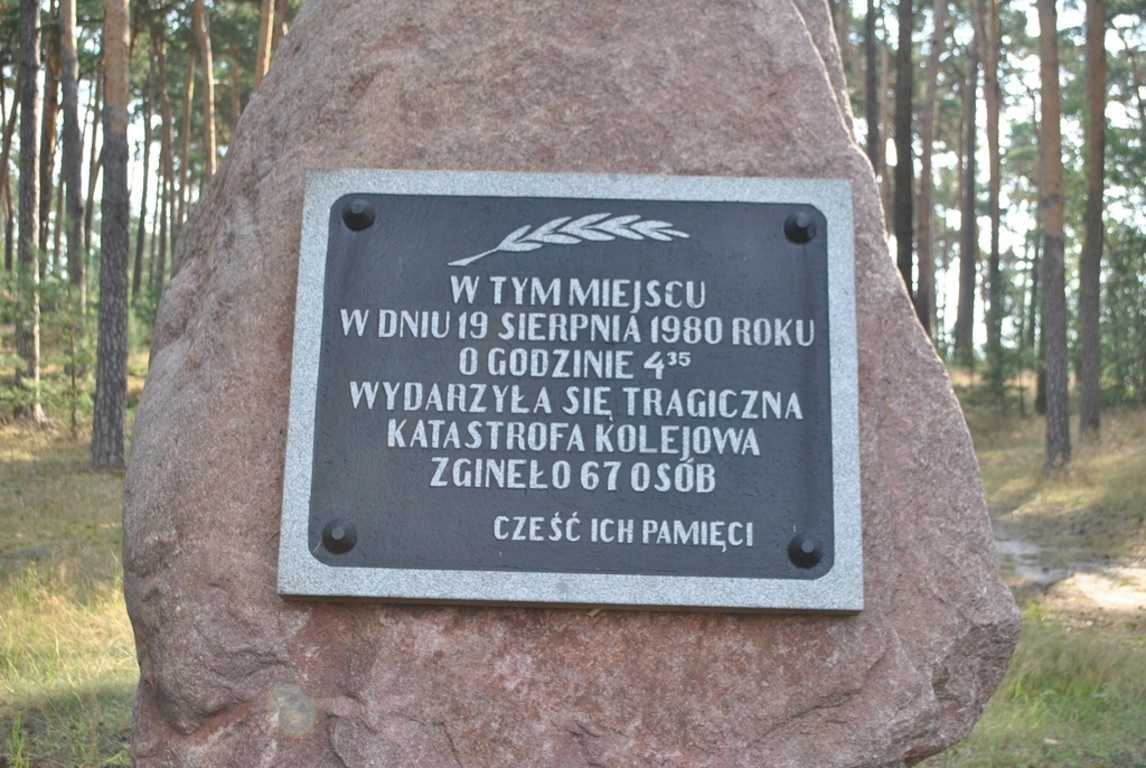 W TYM MIEJSCU
W DNIU 19 SIERPNIA 1980 ROKU
O GODZINIE 4³⁵
WYDARZYŁA SIĘ TRAGICZNA
KATASTROFA KOLEJOWA
ZGINEŁO 67 OSÓB
CZEŚĆ ICH PAMIĘCI